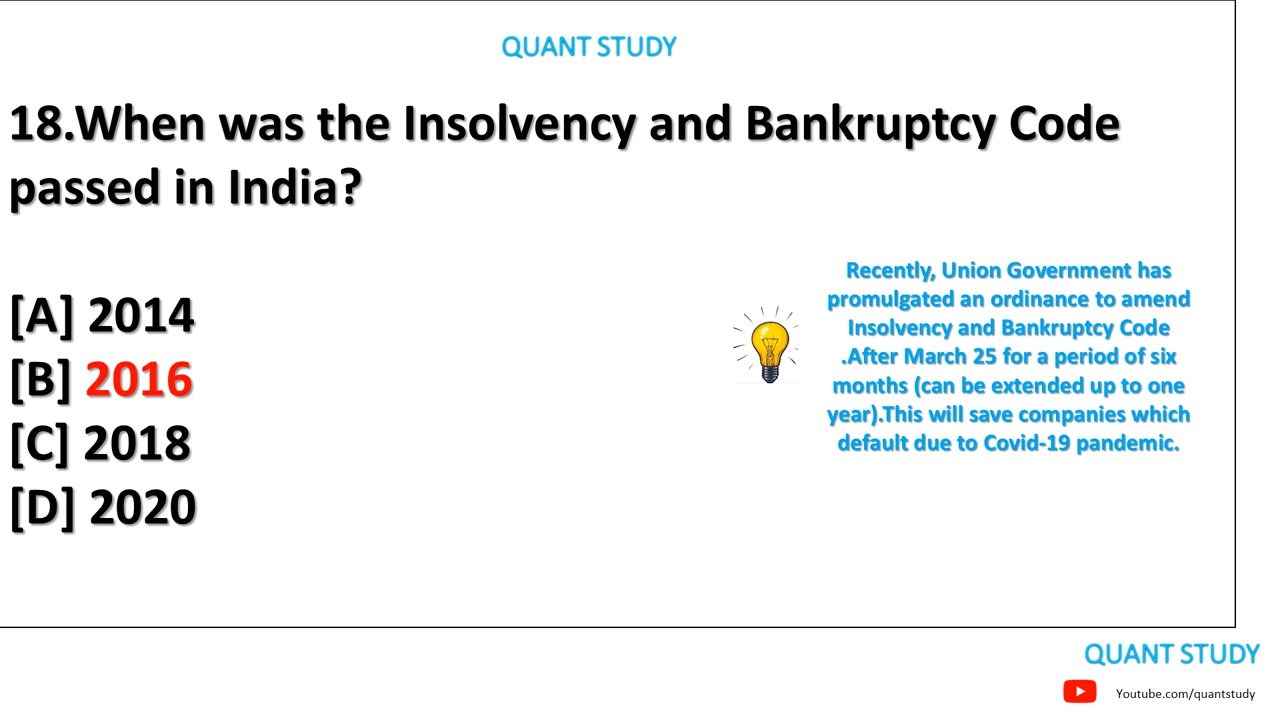 QUANT STUDY
18.When was the Insolvency and Bankruptcy Code
passed in India?
[A] 2014
[B] 2016
[C] 2018
[D] 2020
Recently, Union Government has
promulgated an ordinance to amend
Insolvency and Bankruptcy Code
.After March 25 for a period of six
months (can be extended up to one
year).This will save companies which
default due to Covid-19 pandemic.
QUANT STUDY
Youtube.com/quantstudy